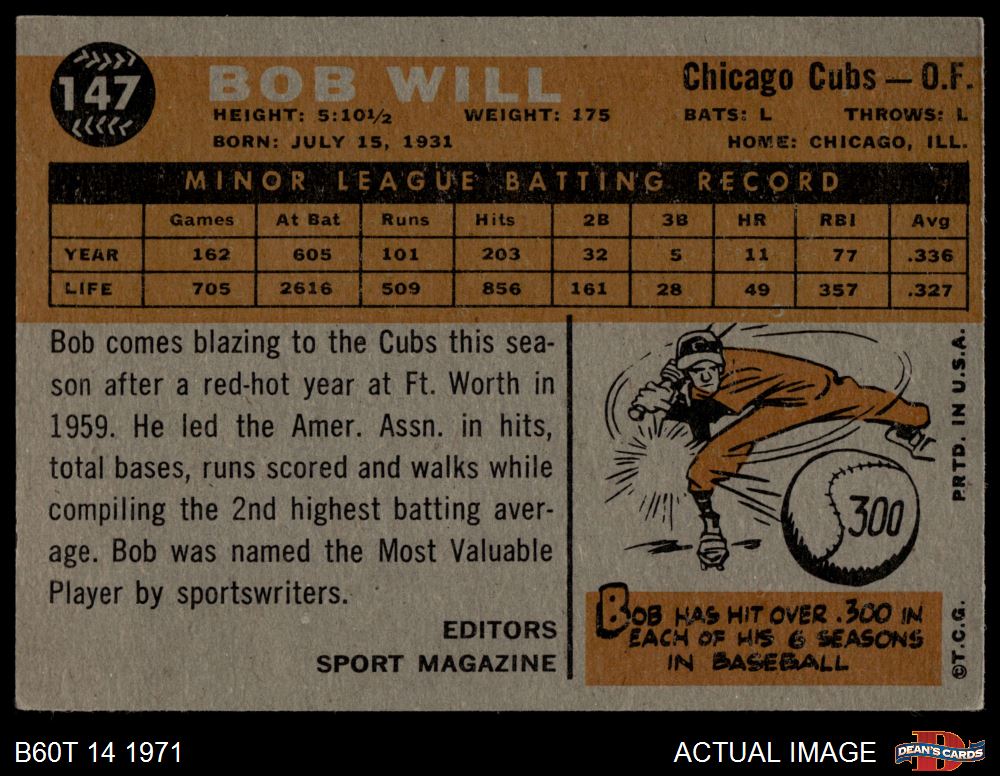 147
BOB WILL
Chicago Cubs — O.F.
HEIGHT: 5:10½ WEIGHT: 175 BATS: L THROWS: L
BORN: JULY 15, 1931 HOME: CHICAGO, ILL.
MINOR LEAGUE BATTING RECORD
Games At Bat Runs Hits 2B 3B HR RBI Avg
YEAR 162 605 101 203 32 5 11 77 .336
LIFE 705 2616 509 856 161 28 49 357 .327
Bob comes blazing to the Cubs this sea-
son after a red-hot year at Ft. Worth in
1959. He led the Amer. Assn. in hits,
total bases, runs scored and walks while
compiling the 2nd highest batting aver-
age. Bob was named the Most Valuable
Player by sportswriters.
EDITORS
SPORT MAGAZINE
300
BOB HAS HIT OVER .300 IN
EACH OF HIS 6 SEASONS
IN BASEBALL
©T.C.G. PRTD. IN U.S.A.
B60T 14 1971
ACTUAL IMAGE
DEAN'S CARDS